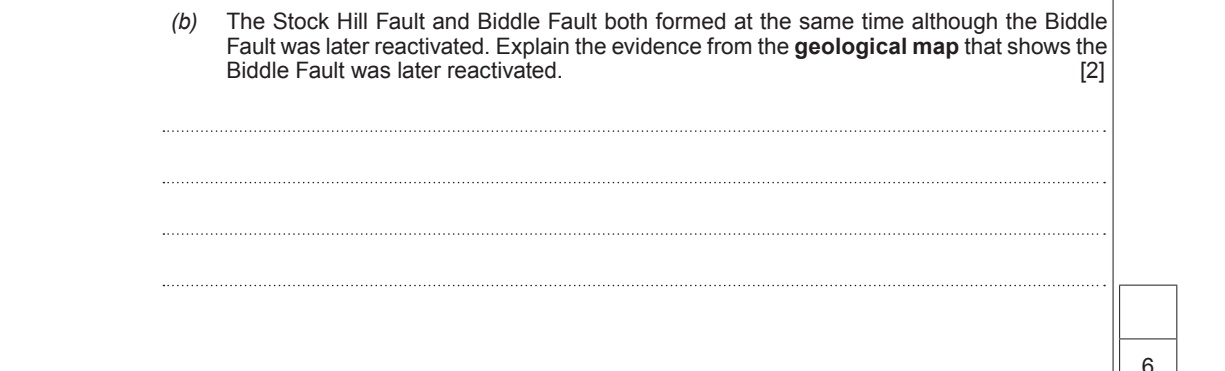 (b) The Stock Hill Fault and Biddle Fault both formed at the same time although the Biddle
Fault was later reactivated. Explain the evidence from the geological map that shows the
Biddle Fault was later reactivated. [2]
6